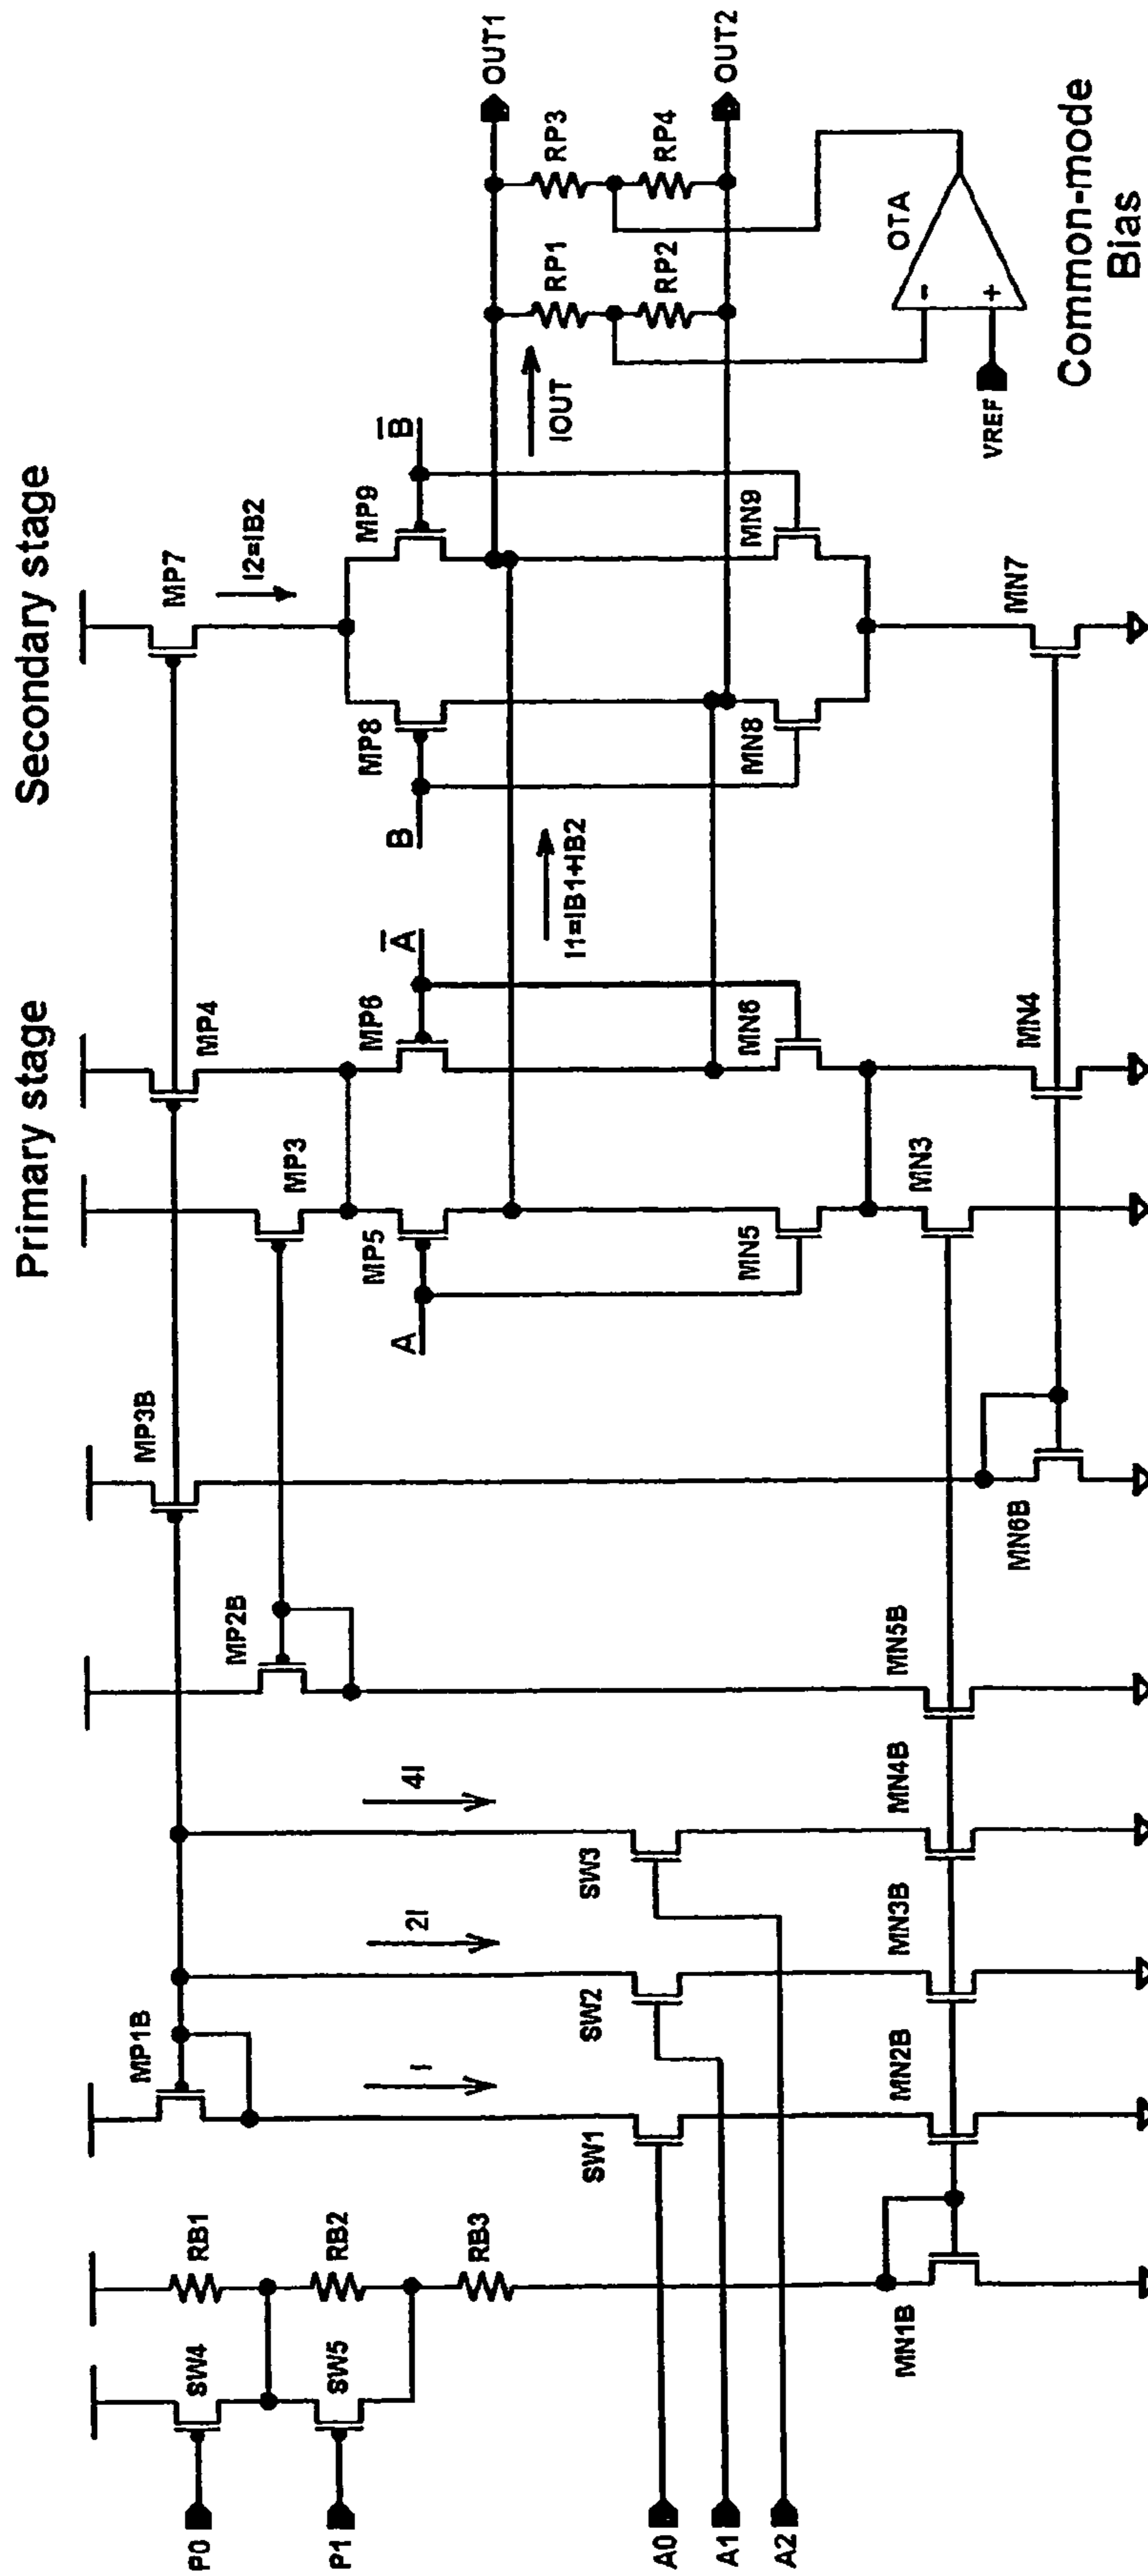 Primary stage
Secondary stage
P0
P1
A0
A1
A2
SW4
SW5
RB1
RB2
RB3
MN1B
MP1B
I
2I
4I
SW1
SW2
SW3
MN2B
MN3B
MN4B
MN5B
MP2B
MP3B
MN6B
MP3
MP4
A
MP5
MP6
A̅
MN5
MN6
MN3
MN4
I1=IB1+IB2
MP7
I2=IB2
B
MP8
MP9
B̅
MN8
MN9
MN7
IOUT
RP1
RP2
RP3
RP4
OUT1
OUT2
OTA
-
+
VREF
Common-mode
Bias